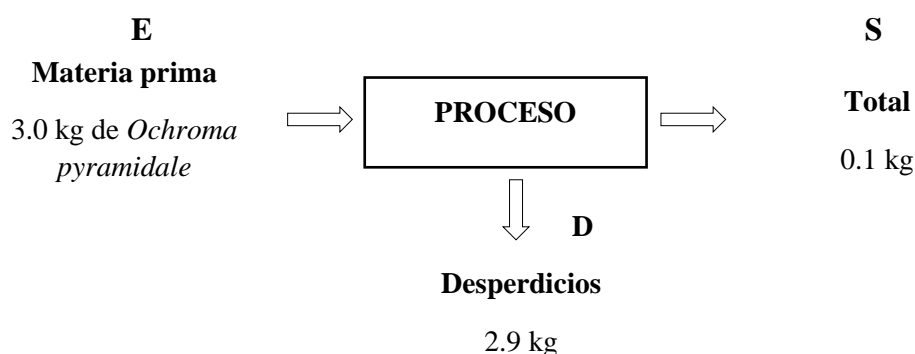 E
Materia prima
3.0 kg de Ochroma
pyramidale
PROCESO
S
Total
0.1 kg
D
Desperdicios
2.9 kg